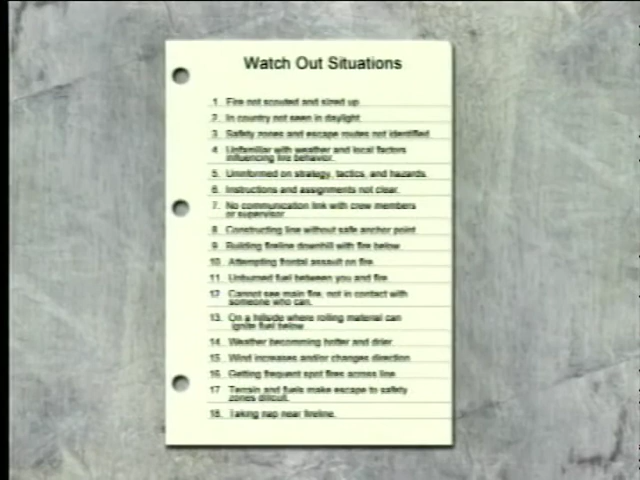 Watch Out Situations
1. Fire not scouted and sized up.
2. In country not seen in daylight.
3. Safety zones and escape routes not identified.
4. Unfamiliar with weather and local factors
influencing fire behavior.
5. Uninformed on strategy, tactics, and hazards.
6. Instructions and assignments not clear.
7. No communication link with crew members
or supervisor.
8. Constructing line without safe anchor point.
9. Building fireline downhill with fire below.
10. Attempting frontal assault on fire.
11. Unburned fuel between you and fire.
12. Cannot see main fire, not in contact with
someone who can.
13. On a hillside where rolling material can
ignite fuel below.
14. Weather becomming hotter and drier.
15. Wind increases and/or changes direction.
16. Getting frequent spot fires across line.
17. Terrain and fuels make escape to safety
zones dificult.
18. Taking nap near fireline.